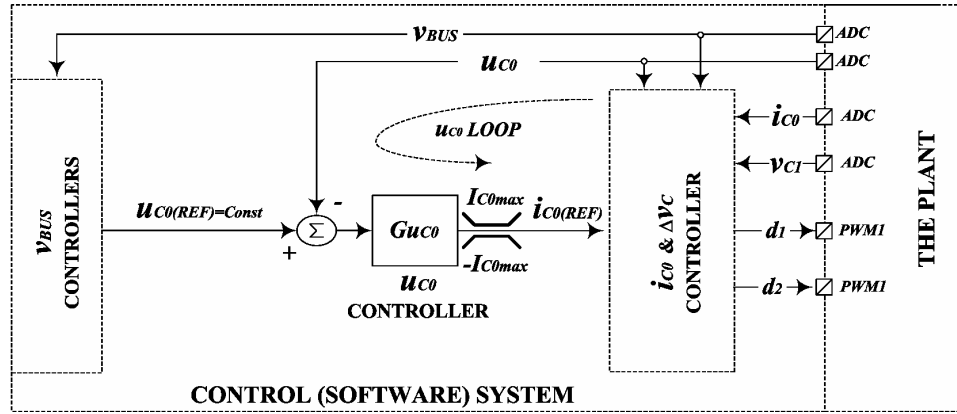 vBUS
ADC
uC0
ADC
iC0
ADC
uC0 LOOP
vC1
ADC
vBUS
CONTROLLERS
uC0(REF)=Const
-
+
Σ
GuC0
IC0max
-IC0max
iC0(REF)
uC0
CONTROLLER
iC0 & ΔvC
CONTROLLER
d1
PWM1
d2
PWM1
THE PLANT
CONTROL (SOFTWARE) SYSTEM